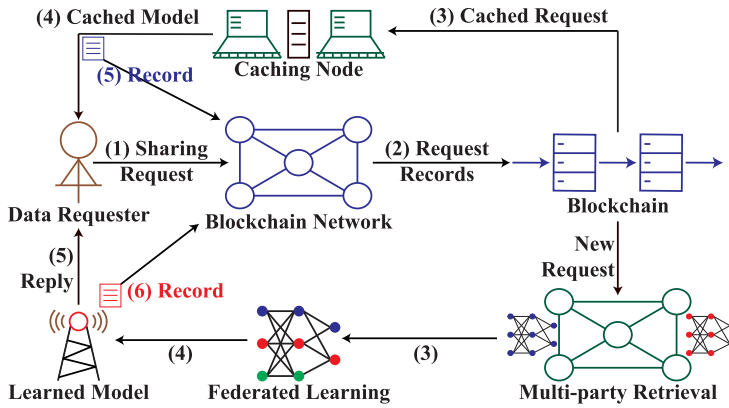 (4) Cached Model
(3) Cached Request
Caching Node
(5) Record
(1) Sharing
Request
(2) Request
Records
Data Requester
Blockchain Network
Blockchain
(5)
Reply
(6) Record
New
Request
(4)
(3)
Learned Model
Federated Learning
Multi-party Retrieval